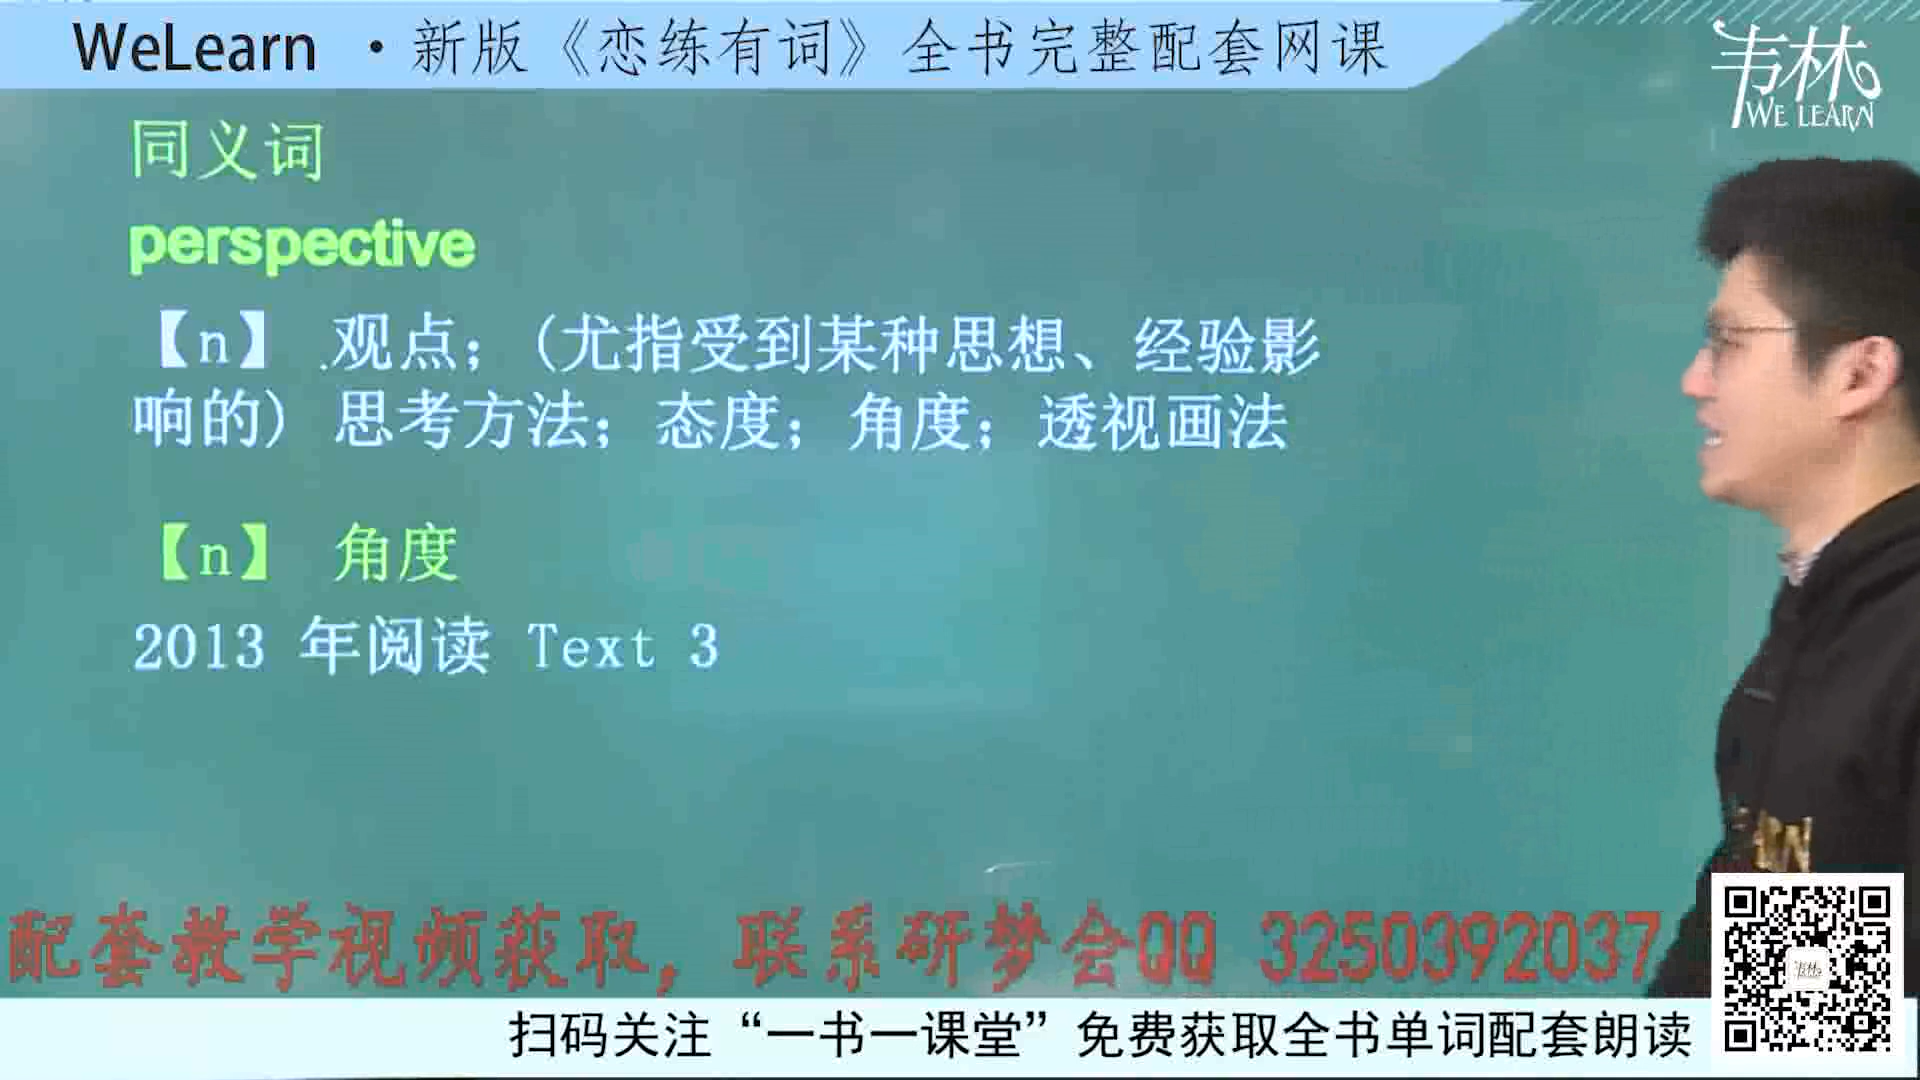 WeLearn ·新版《恋练有词》全书完整配套网课
韦林
WE LEARN
同义词
perspective
【n】 .观点；(尤指受到某种思想、经验影
响的) 思考方法；态度；角度；透视画法
【n】 角度
2013 年阅读 Text 3
配套教学视频获取，联系研梦会QQ 3250392037
扫码关注“一书一课堂”免费获取全书单词配套朗读